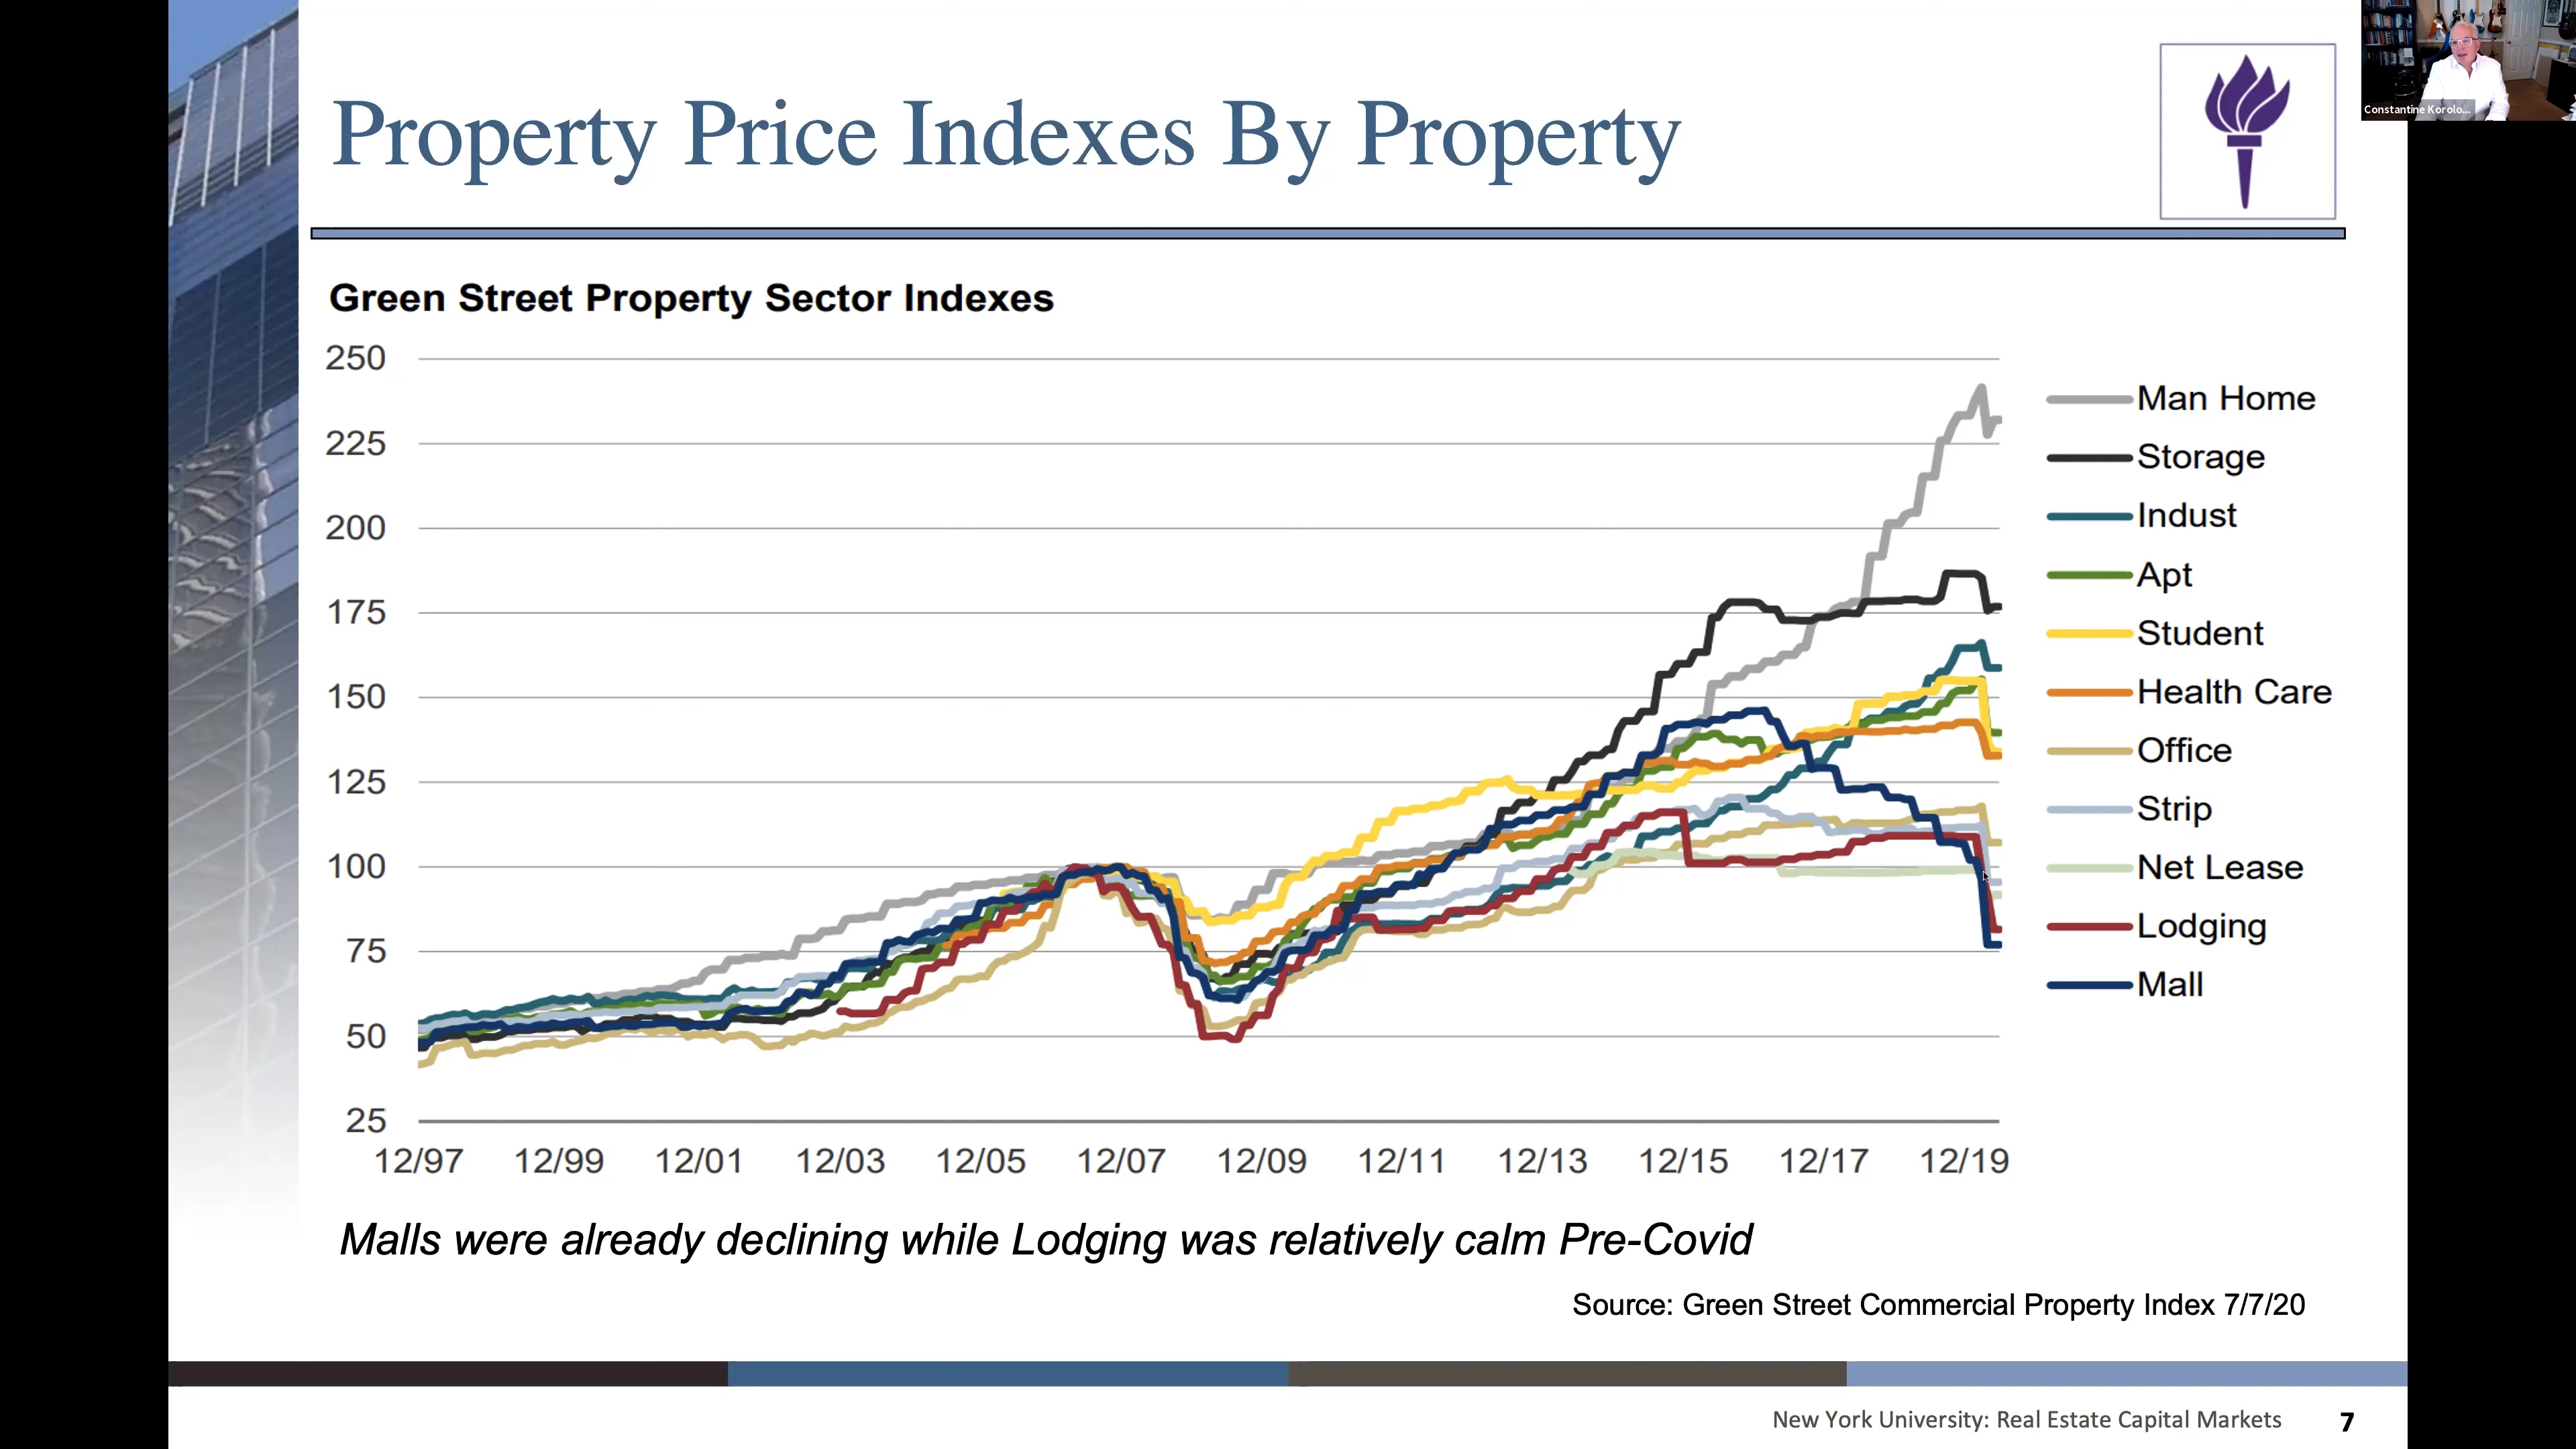 Property Price Indexes By Property
Constantine Korolo...
Green Street Property Sector Indexes
250
225
200
175
150
125
100
75
50
25
12/97 12/99 12/01 12/03 12/05 12/07 12/09 12/11 12/13 12/15 12/17 12/19
Man Home
Storage
Indust
Apt
Student
Health Care
Office
Strip
Net Lease
Lodging
Mall
Malls were already declining while Lodging was relatively calm Pre-Covid
Source: Green Street Commercial Property Index 7/7/20
New York University: Real Estate Capital Markets 7